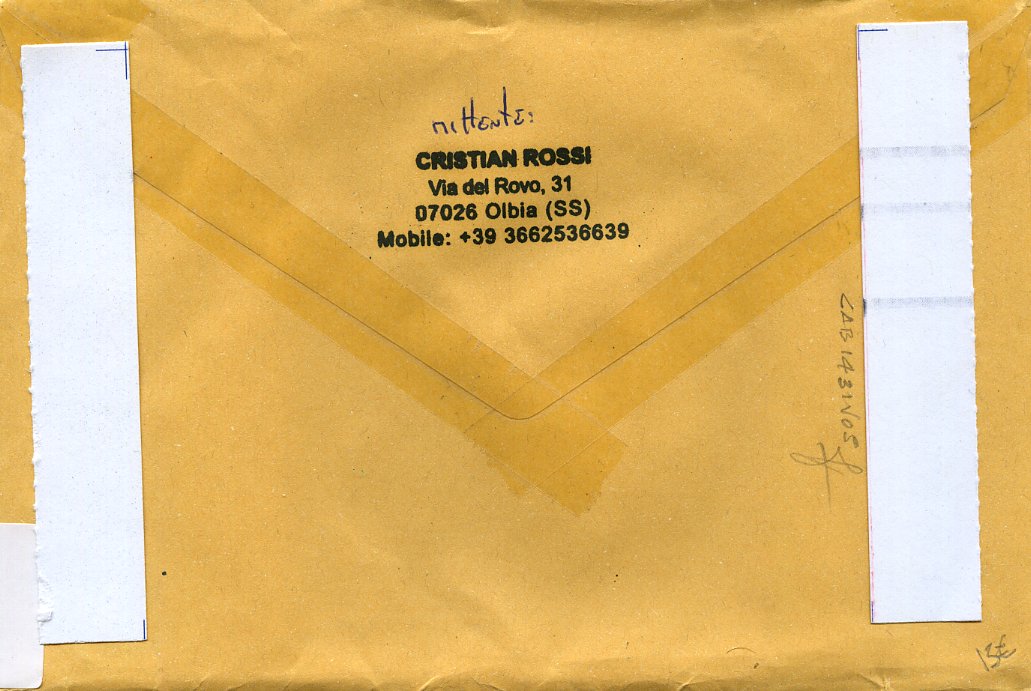 mittente:
CRISTIAN ROSSI
Via del Rovo, 31
07026 Olbia (SS)
Mobile: +39 3662536639